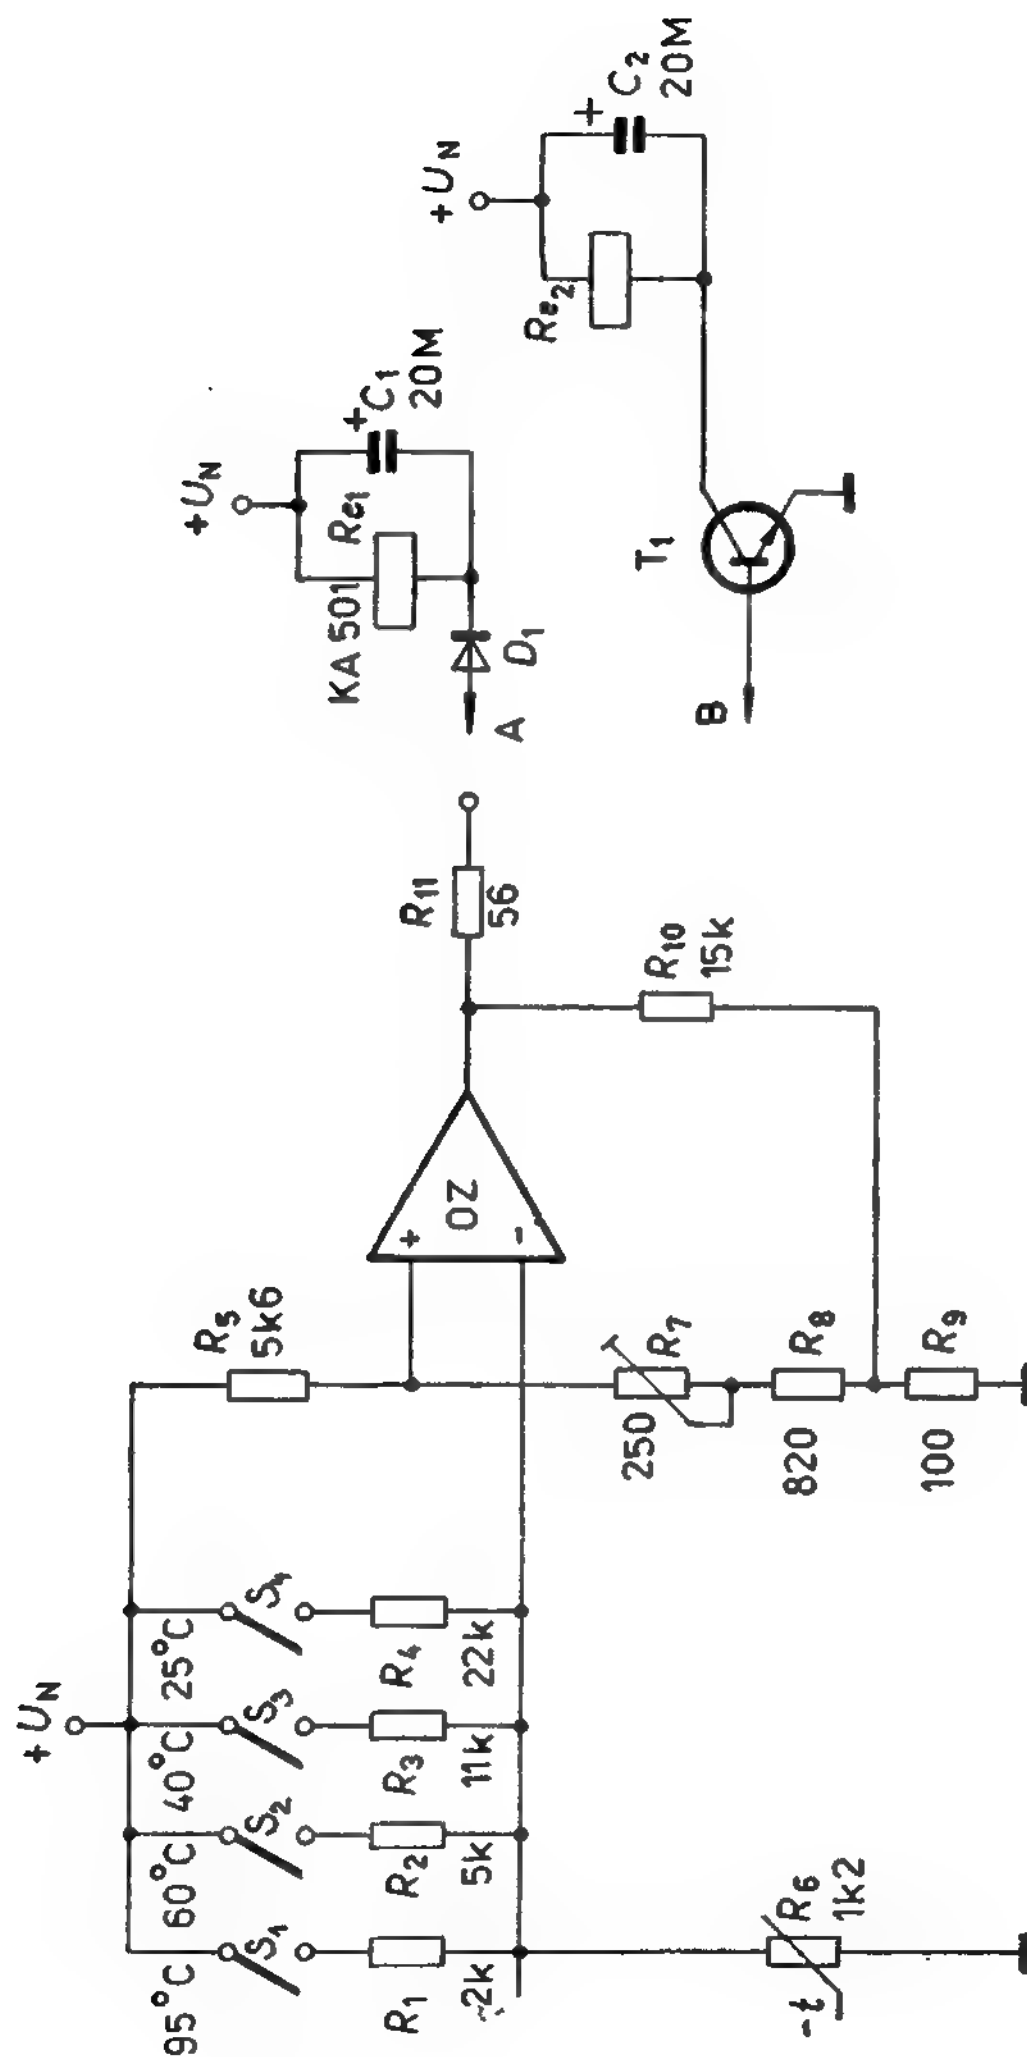 +UN
95°C
60°C
40°C
25°C
S1
S2
S3
S4
R1
2k
R2
5k
R3
11k
R4
22k
R5
5k6
-t
R6
1k2
250
R7
820
R8
100
R9
+
-
OZ
R10
15k
R11
56
A
D1
KA501
Re1
+UN
+
C1
20M
B
T1
Re2
+UN
+
C2
20M